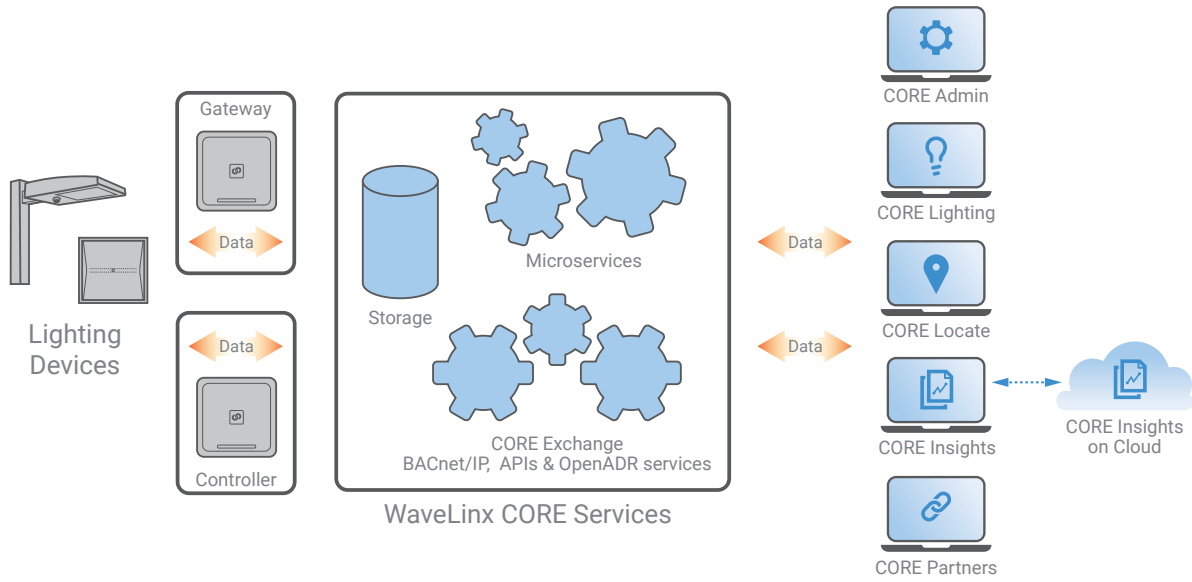 Lighting
Devices
Gateway
Data
Data
Controller
Storage
Microservices
CORE Exchange
BACnet/IP, APIs & OpenADR services
WaveLinx CORE Services
Data
Data
CORE Admin
CORE Lighting
CORE Locate
CORE Insights
CORE Partners
CORE Insights
on Cloud